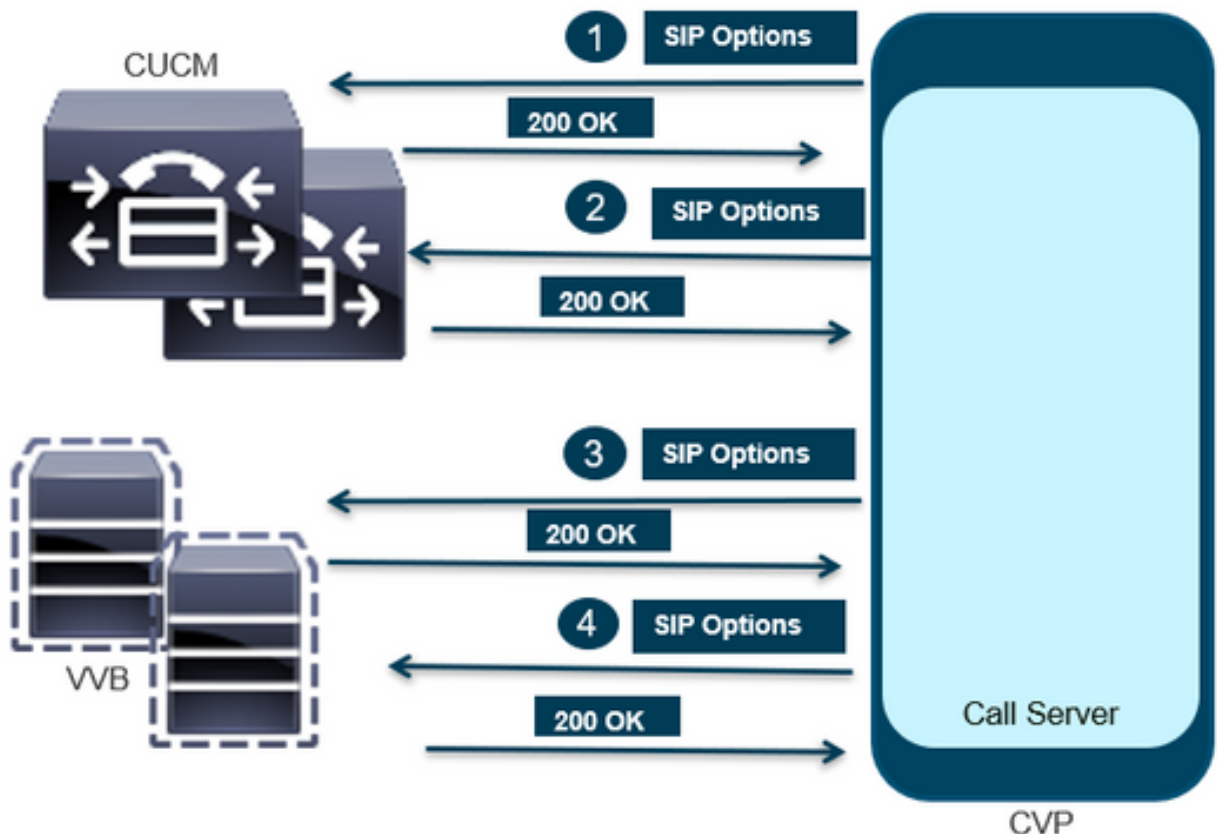 CUCM
1 SIP Options
200 OK
2 SIP Options
200 OK
3 SIP Options
200 OK
4 SIP Options
200 OK
VVB
Call Server
CVP